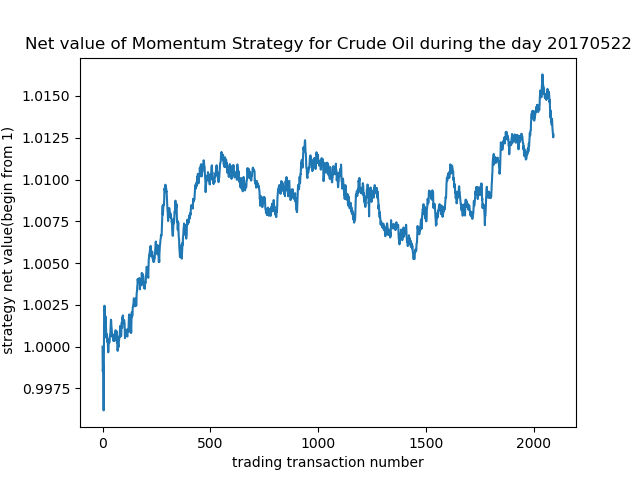 Net value of Momentum Strategy for Crude Oil during the day 20170522
strategy net value(begin from 1)
1.0150
1.0125
1.0100
1.0075
1.0050
1.0025
1.0000
0.9975
0 500 1000 1500 2000
trading transaction number